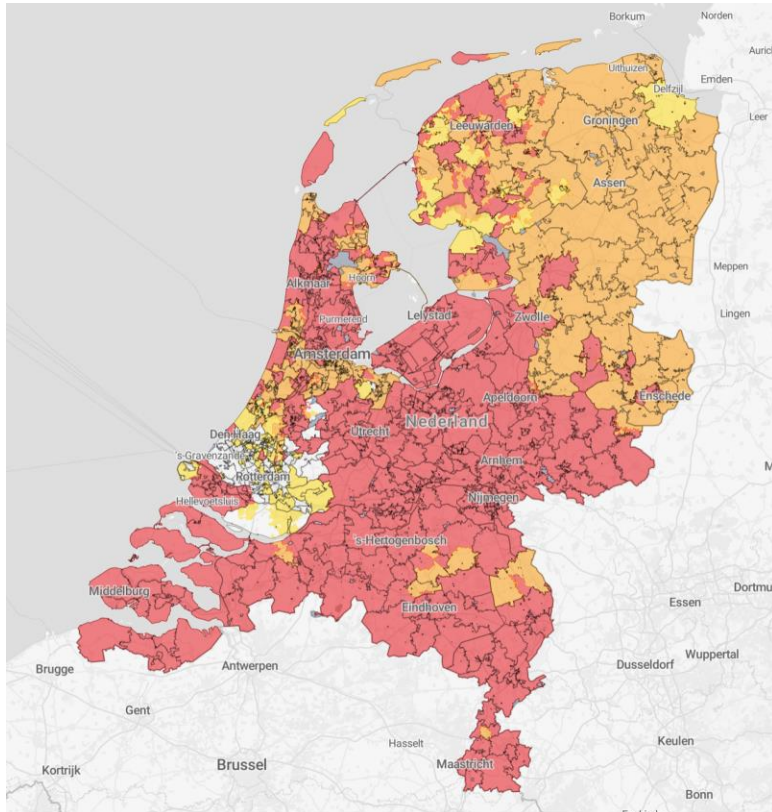 Borkum
Norden
Aurich
Uithuizen
Emden
Delfzijl
Leer
Leeuwarden
Groningen
Assen
Meppen
Hoorn
Alkmaar
Lingen
Purmerend
Lelystad
Zwolle
Amsterdam
Apeldoorn
Enschede
Nederland
Den Haag
Utrecht
's-Gravenzande
Arnhem
Rotterdam
Nijmegen
Hellevoetsluis
's-Hertogenbosch
Middelburg
Eindhoven
Essen
Dortmu
Brugge
Antwerpen
Dusseldorf
Wuppertal
Gent
Hasselt
Keulen
Brussel
Maastricht
Kortrijk
Bonn